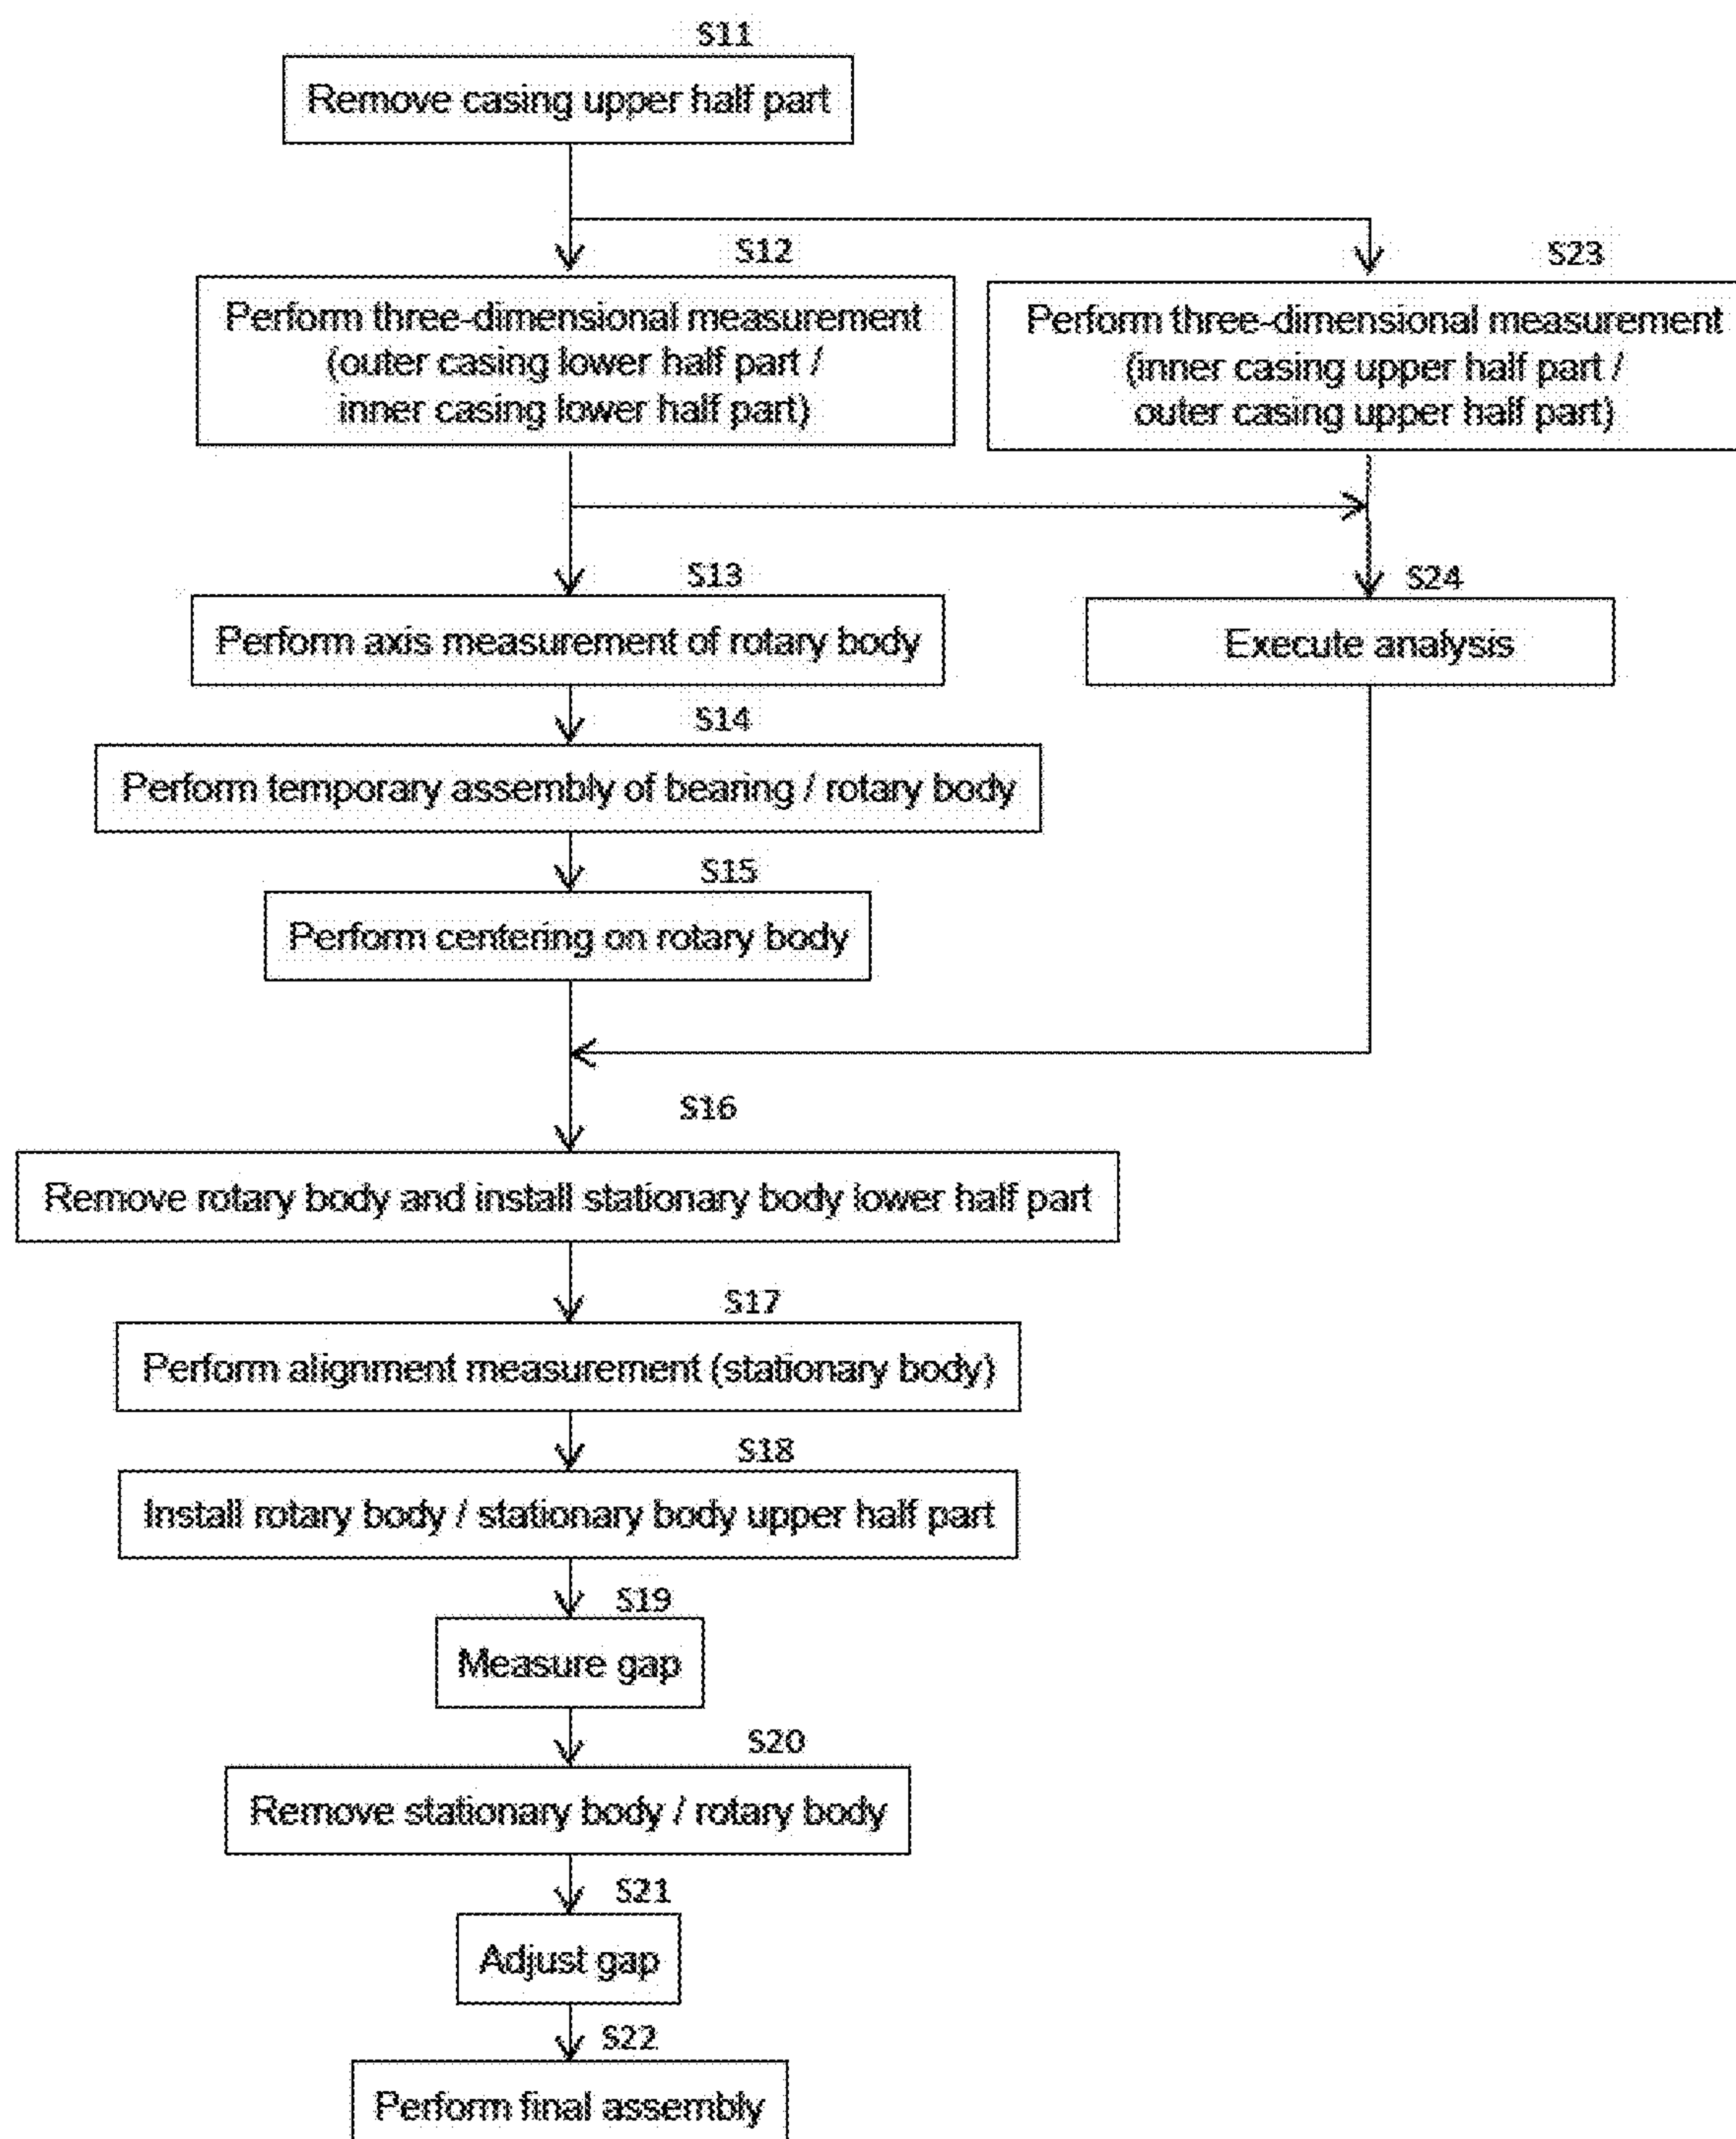 S11
Remove casing upper half part
S12
Perform three-dimensional measurement
(outer casing lower half part /
inner casing lower half part)
S23
Perform three-dimensional measurement
(inner casing upper half part /
outer casing upper half part)
S13
Perform axis measurement of rotary body
S24
Execute analysis
S14
Perform temporary assembly of bearing / rotary body
S15
Perform centering on rotary body
S16
Remove rotary body and install stationary body lower half part
S17
Perform alignment measurement (stationary body)
S18
Install rotary body / stationary body upper half part
S19
Measure gap
S20
Remove stationary body / rotary body
S21
Adjust gap
S22
Perform final assembly